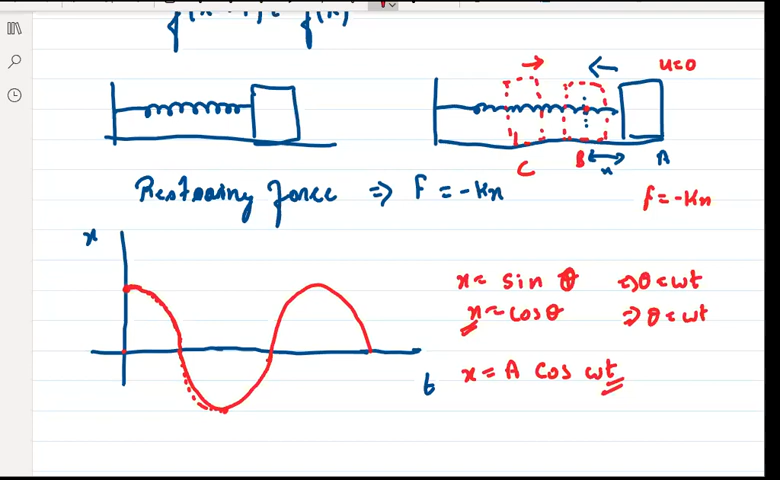 u=0
C
B
x
A
Restoring force ⇒ F = -Kx
f = -Kx
x
x = sin θ ⇒ θ = ωt
x = cos θ ⇒ θ = ωt
x = A cos ωt
t